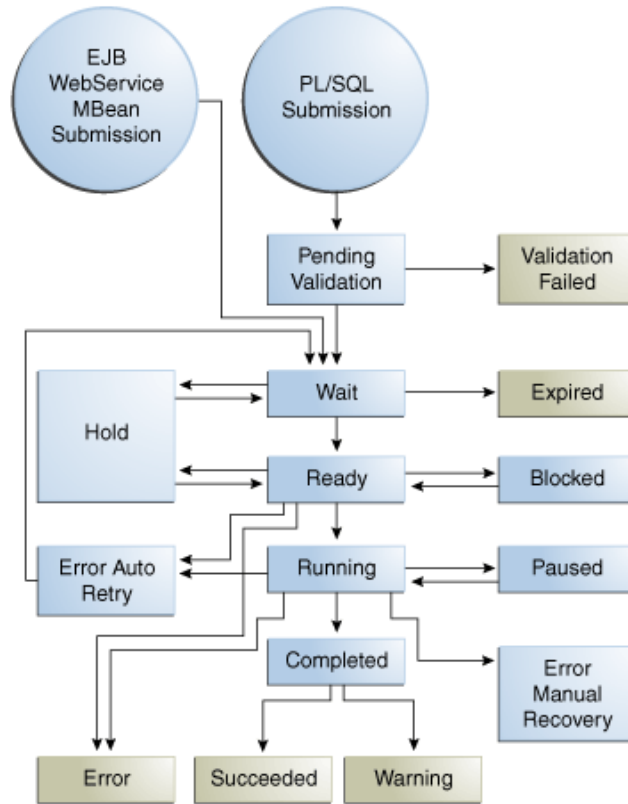 EJB
WebService
MBean
Submission
PL/SQL
Submission
Pending
Validation
Validation
Failed
Hold
Wait
Expired
Ready
Blocked
Error Auto
Retry
Running
Paused
Completed
Error
Manual
Recovery
Error
Succeeded
Warning